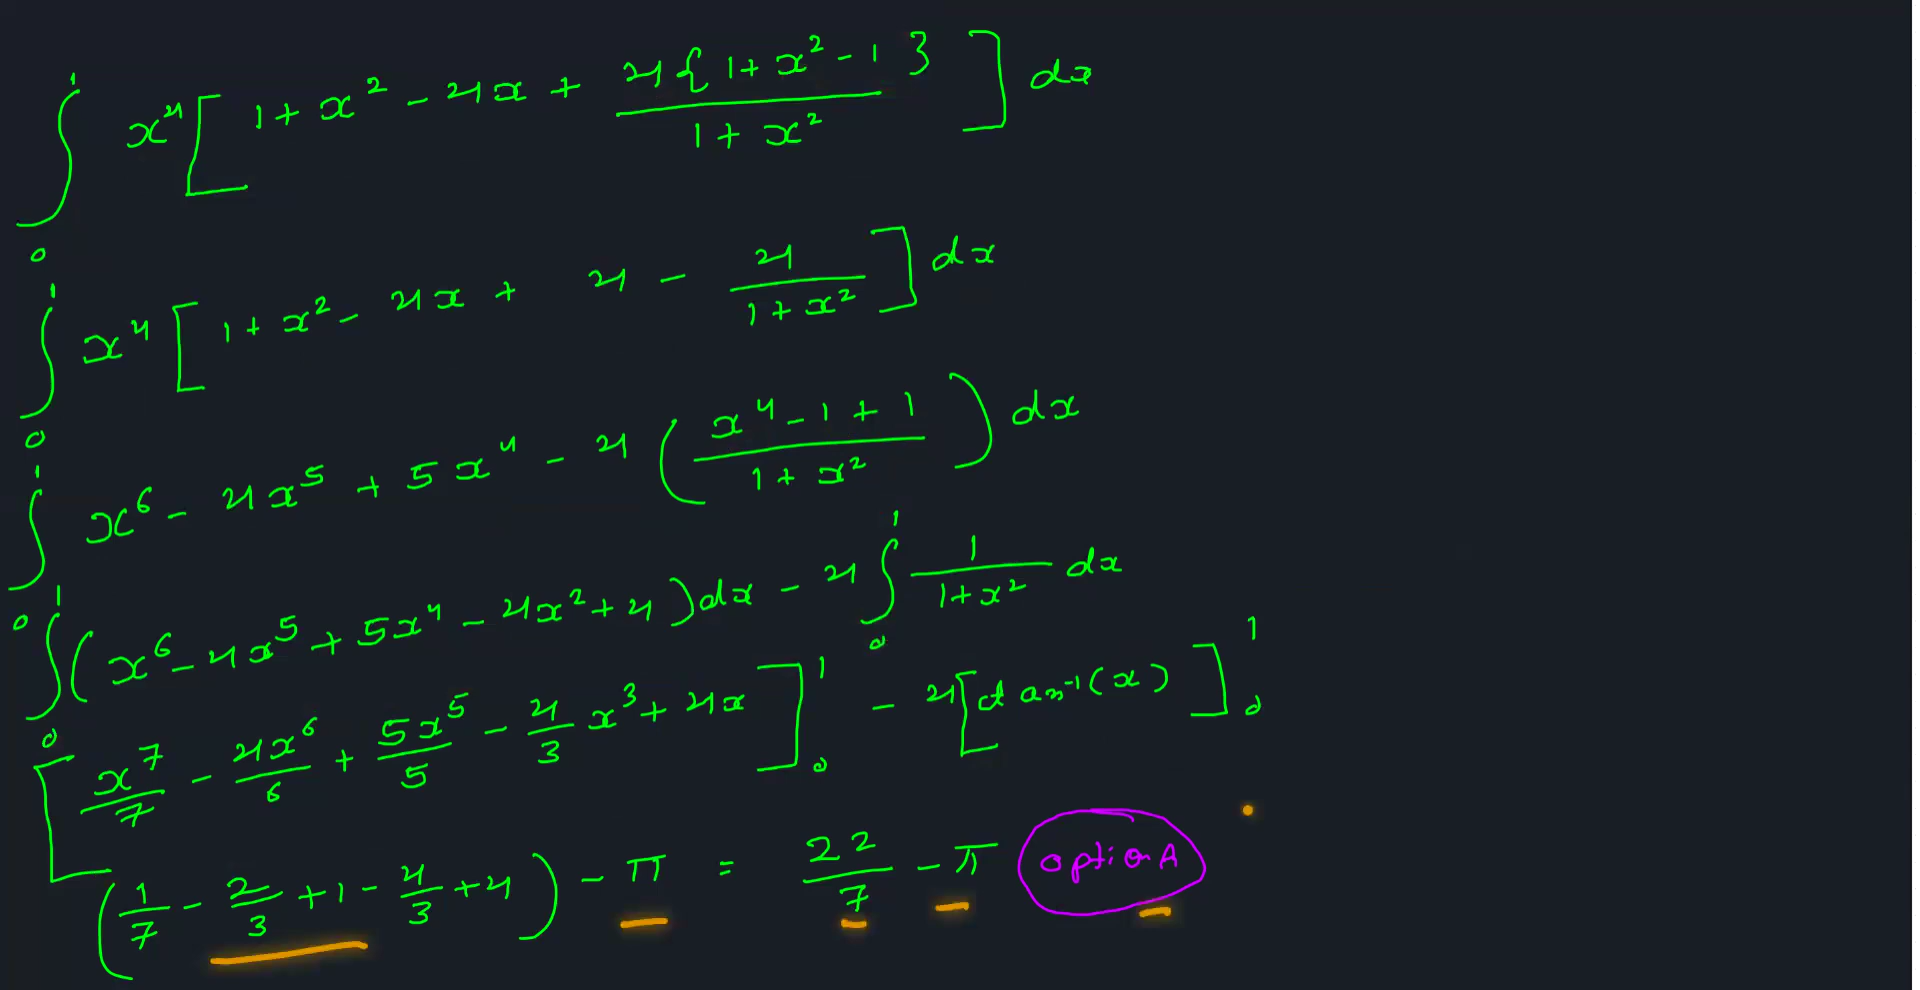 ∫₀¹ x⁴[1+x²-4x+ 4{1+x²-1}/(1+x²)] dx
∫₀¹ x⁴[1+x²-4x+4- 4/(1+x²)] dx
∫₀¹ x⁶-4x⁵+5x⁴-4((x⁴-1+1)/(1+x²)) dx
∫₀¹ (x⁶-4x⁵+5x⁴-4x²+4)dx - 4∫₀¹ 1/(1+x²) dx
[x⁷/7 - 4x⁶/6 + 5x⁵/5 - 4/3 x³+4x]₀¹ - 4[tan⁻¹(x)]₀¹
(1/7 - 2/3 +1- 4/3 +4) - π = 22/7 - π option A